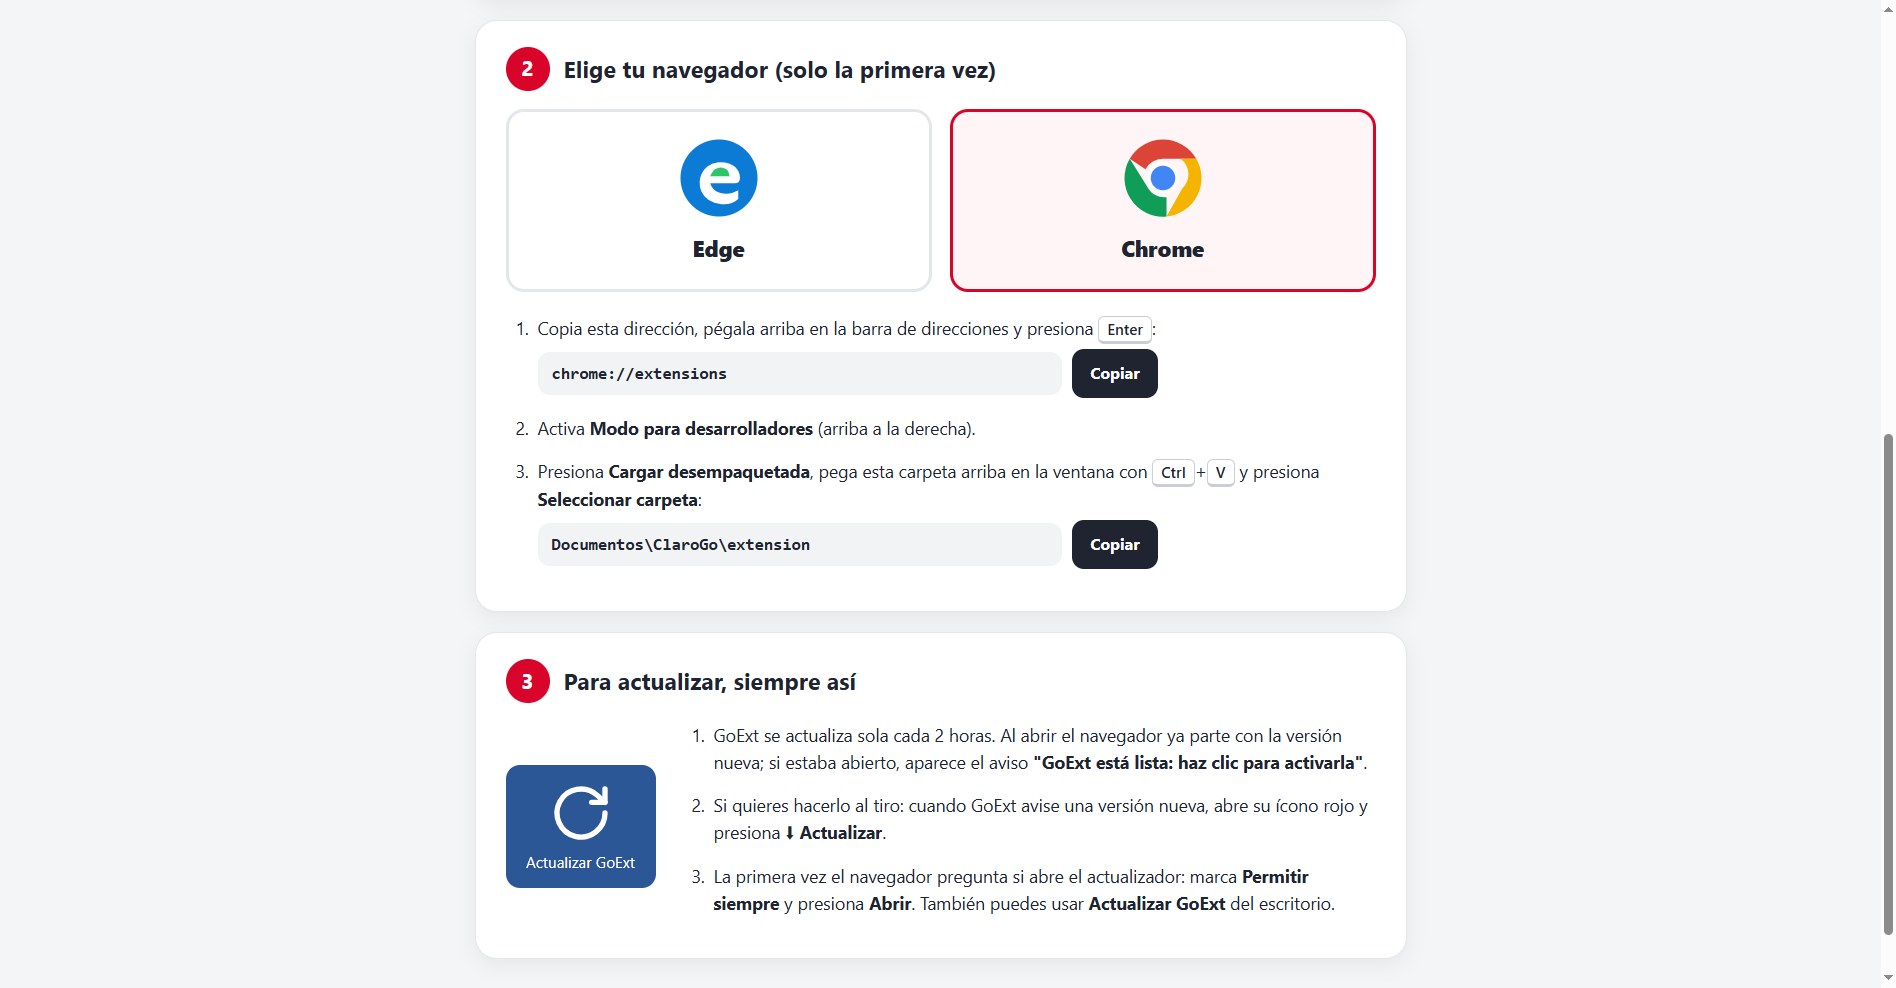 2 Elige tu navegador (solo la primera vez)
Edge
Chrome
1. Copia esta dirección, pégala arriba en la barra de direcciones y presiona Enter:
chrome://extensions Copiar
2. Activa Modo para desarrolladores (arriba a la derecha).
3. Presiona Cargar desempaquetada, pega esta carpeta arriba en la ventana con Ctrl+V y presiona
Seleccionar carpeta:
Documentos\ClaroGo\extension Copiar
3 Para actualizar, siempre así
Actualizar GoExt
1. GoExt se actualiza sola cada 2 horas. Al abrir el navegador ya parte con la versión
nueva; si estaba abierto, aparece el aviso "GoExt está lista: haz clic para activarla".
2. Si quieres hacerlo al tiro: cuando GoExt avise una versión nueva, abre su ícono rojo y
presiona ⬇ Actualizar.
3. La primera vez el navegador pregunta si abre el actualizador: marca Permitir
siempre y presiona Abrir. También puedes usar Actualizar GoExt del escritorio.